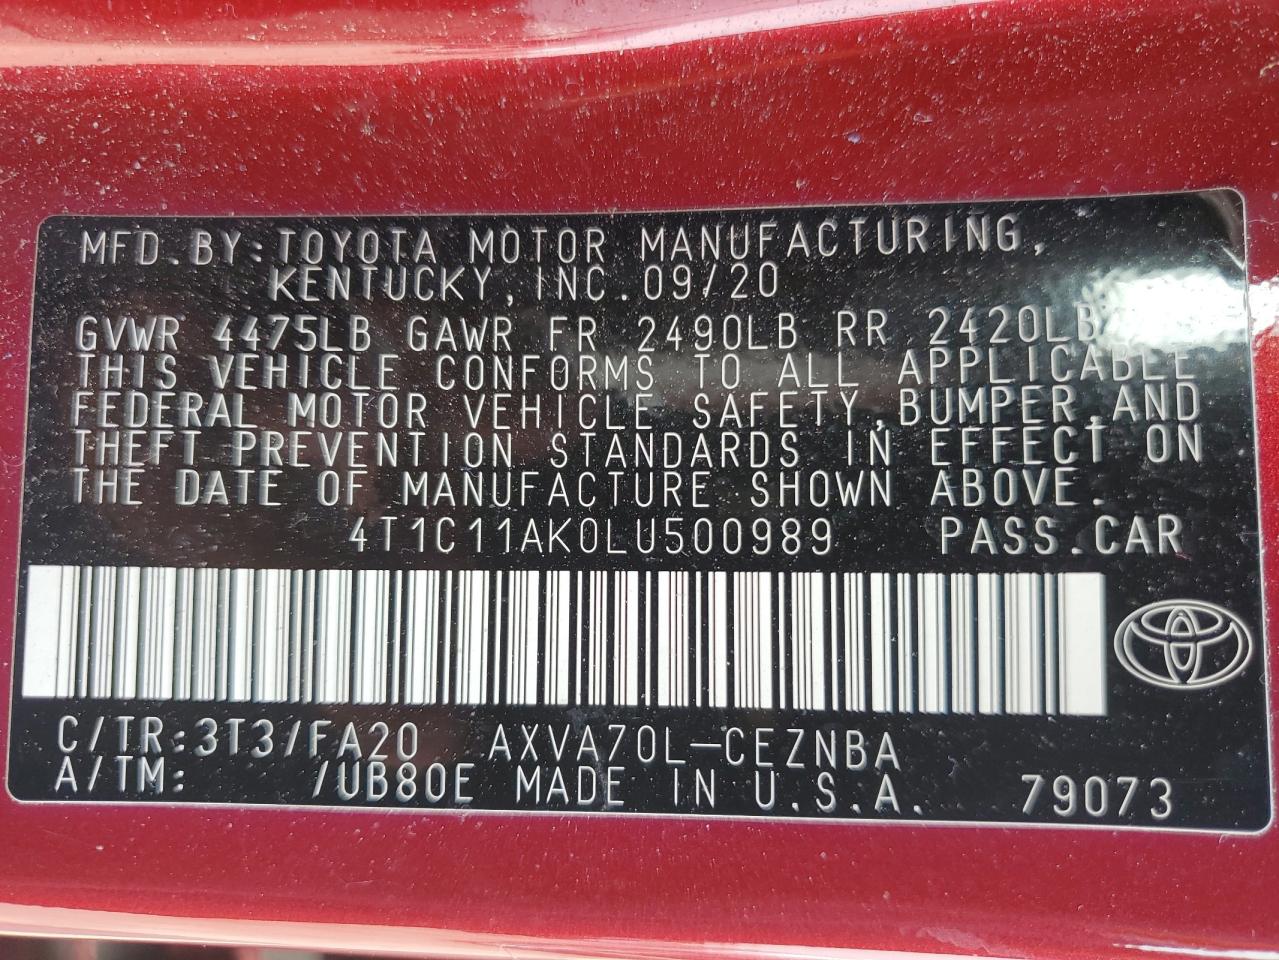 MFD.BY:TOYOTA MOTOR MANUFACTURING,
KENTUCKY,INC.09/20
GVWR 4475LB GAWR FR 2490LB RR 2420LB
THIS VEHICLE CONFORMS TO ALL APPLICABLE
FEDERAL MOTOR VEHICLE SAFETY,BUMPER,AND
THEFT PREVENTION STANDARDS IN EFFECT ON
THE DATE OF MANUFACTURE SHOWN ABOVE.
4T1C11AK0LU500989 PASS.CAR
C/TR:3T3/FA20 AXVA70L-CEZNBA
A/TM: /UB80E MADE IN U.S.A. 79073